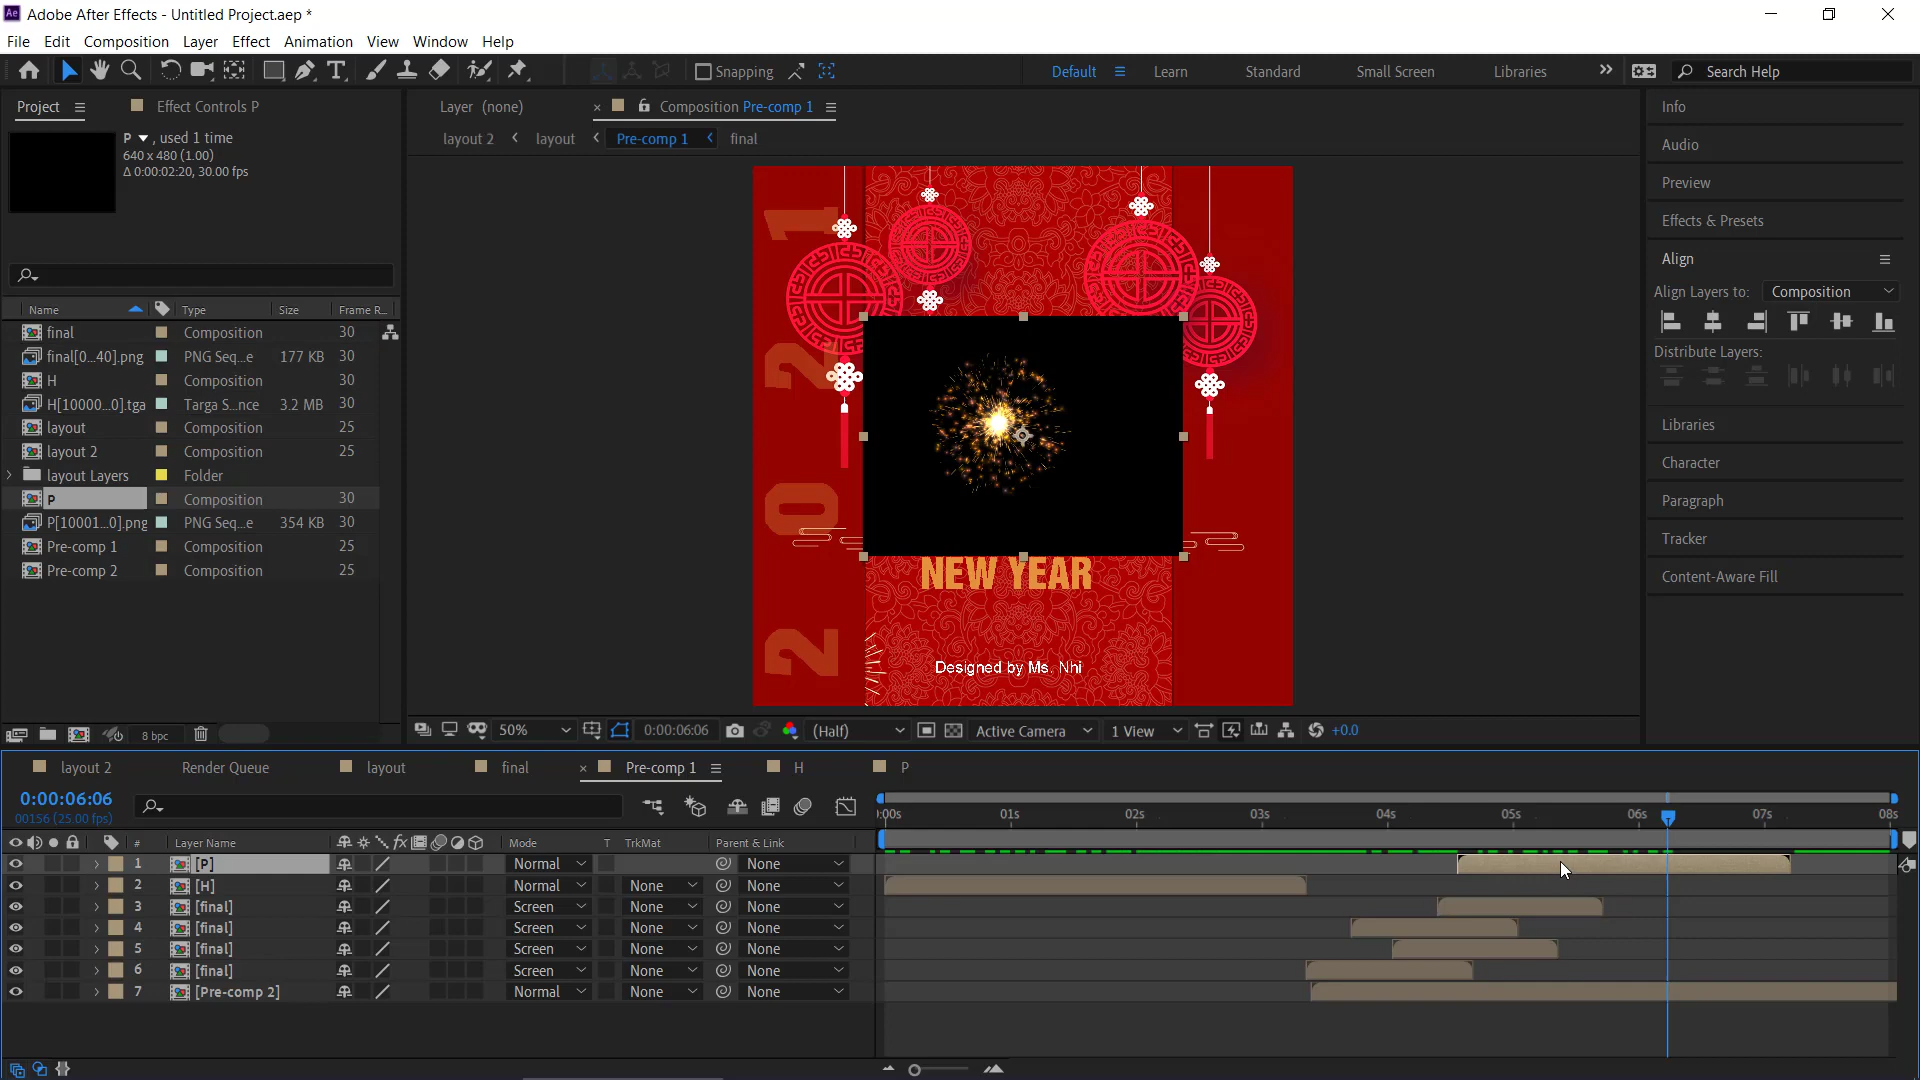 Ae Adobe After Effects - Untitled Project.aep *
File Edit Composition Layer Effect Animation View Window Help
Snapping Default Learn Standard Small Screen Libraries Search Help
Project Effect Controls P
P , used 1 time
640 x 480 (1.00)
Δ 0:00:02:20, 30.00 fps
Name Type Size Frame R...
final Composition 30
final[0...40].png PNG Seq...e 177 KB 30
H Composition 30
H[10000...0].tga Targa S...nce 3.2 MB 30
layout Composition 25
layout 2 Composition 25
layout Layers Folder
P Composition 30
P[10001...0].png PNG Seq...e 354 KB 30
Pre-comp 1 Composition 25
Pre-comp 2 Composition 25
8 bpc
Layer (none) Composition Pre-comp 1
layout 2 layout Pre-comp 1 final
2021
NEW YEAR
Designed by Ms. Nhi
50% 0:00:06:06 (Half) Active Camera 1 View +0.0
Info
Audio
Preview
Effects & Presets
Align
Align Layers to: Composition
Distribute Layers:
Libraries
Character
Paragraph
Tracker
Content-Aware Fill
layout 2 Render Queue layout final Pre-comp 1 H P
0:00:06:06
00156 (25.00 fps)
:00s 01s 02s 03s 04s 05s 06s 07s 08s
# Layer Name fx Mode T TrkMat Parent & Link
1 [P] Normal None
2 [H] Normal None None
3 [final] Screen None None
4 [final] Screen None None
5 [final] Screen None None
6 [final] Screen None None
7 [Pre-comp 2] Normal None None